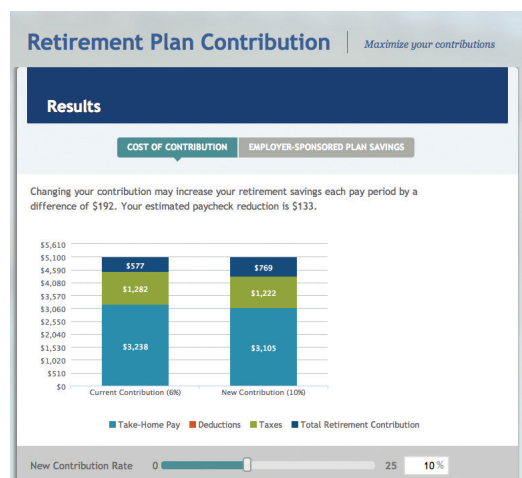 Retirement Plan Contribution
Maximize your contributions
Results
COST OF CONTRIBUTION
EMPLOYER-SPONSORED PLAN SAVINGS
Changing your contribution may increase your retirement savings each pay period by a
difference of $192. Your estimated paycheck reduction is $133.
$5,610
$5,100
$4,590
$4,080
$3,570
$3,060
$2,550
$2,040
$1,530
$1,020
$510
$0
$577
$1,282
$3,238
$769
$1,222
$3,105
Current Contribution (6%)
New Contribution (10%)
Take-Home Pay
Deductions
Taxes
Total Retirement Contribution
New Contribution Rate 0 25 10 %